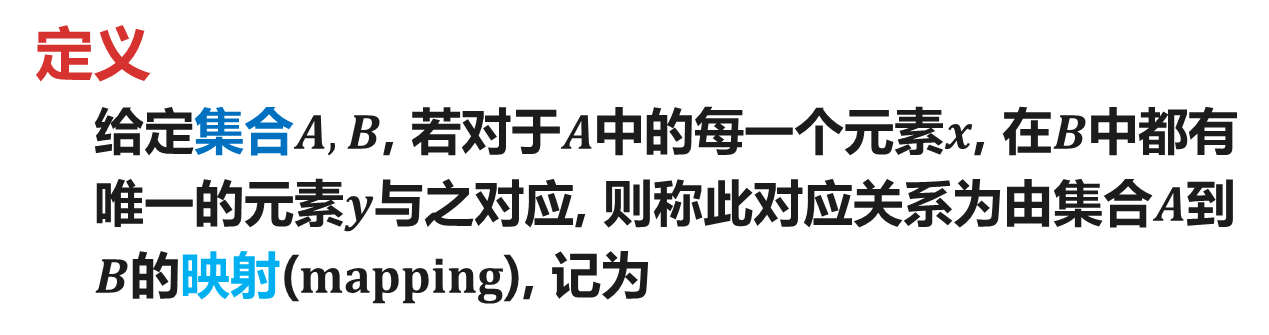 定义
给定集合A, B, 若对于A中的每一个元素x, 在B中都有
唯一的元素y与之对应, 则称此对应关系为由集合A到
B的映射(mapping), 记为